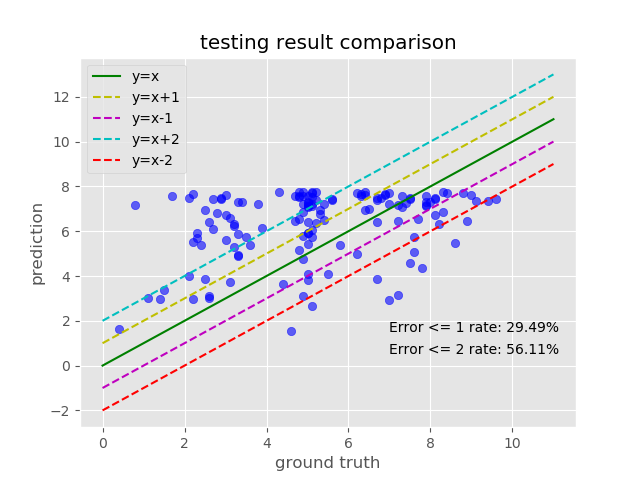 testing result comparison
y=x
y=x+1
y=x-1
y=x+2
y=x-2
12
10
8
6
4
2
0
−2
prediction
Error <= 1 rate: 29.49%
Error <= 2 rate: 56.11%
0 2 4 6 8 10
ground truth